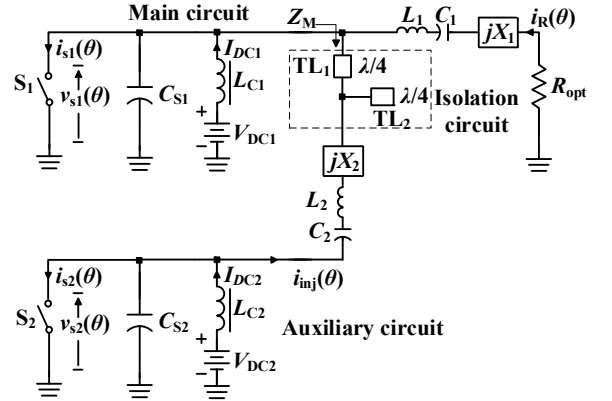 Main circuit
Z_M
L_1
C_1
jX_1
i_R(θ)
i_s1(θ)
S_1
v_s1(θ)
C_S1
I_DC1
L_C1
+
V_DC1
−
TL_1
λ/4
λ/4
TL_2
Isolation
circuit
R_opt
jX_2
L_2
C_2
i_s2(θ)
S_2
v_s2(θ)
C_S2
I_DC2
L_C2
+
V_DC2
−
i_inj(θ)
Auxiliary circuit